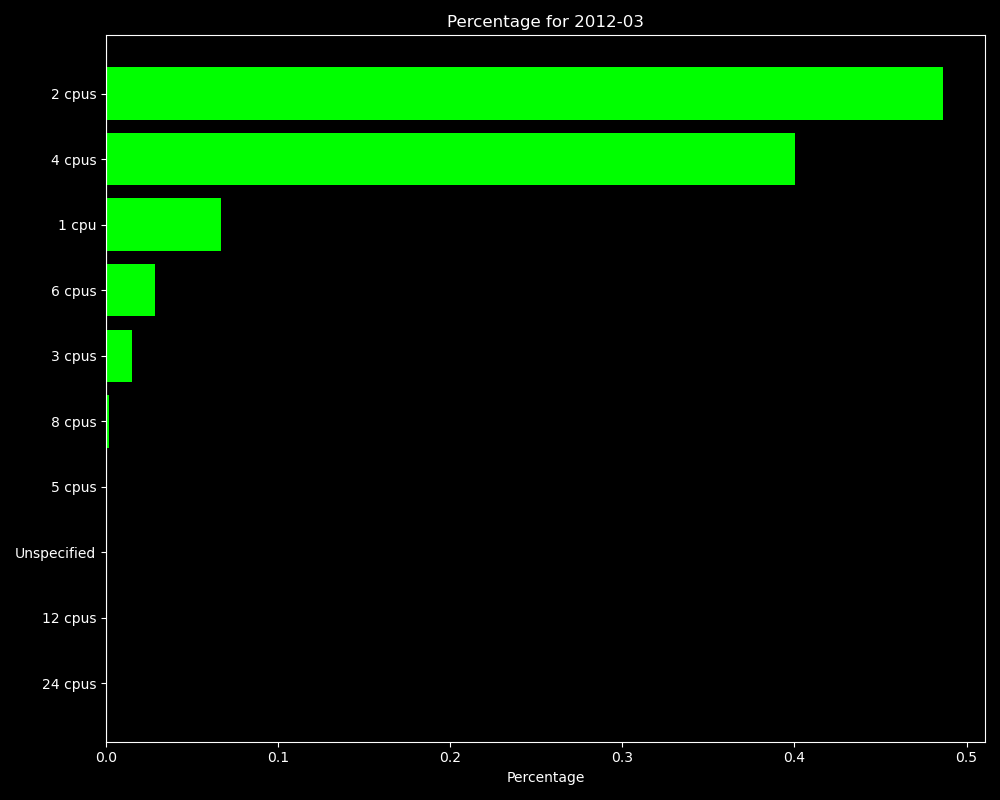 Percentage for 2012-03
2 cpus
4 cpus
1 cpu
6 cpus
3 cpus
8 cpus
5 cpus
Unspecified
12 cpus
24 cpus
0.0 0.1 0.2 0.3 0.4 0.5
Percentage